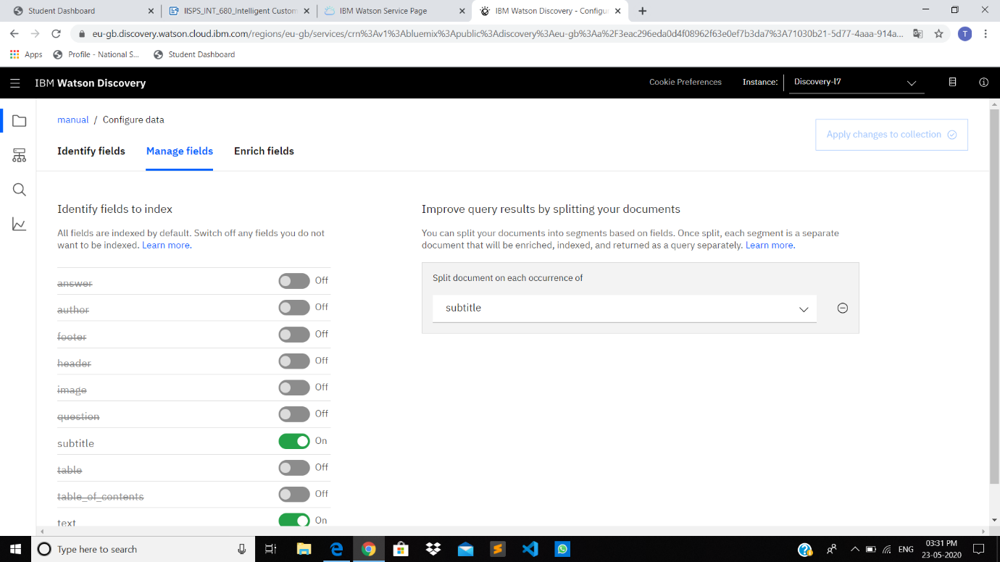 Student Dashboard
IISPS_INT_680_Intelligent Custom
IBM Watson Service Page
IBM Watson Discovery - Configu
eu-gb.discovery.watson.cloud.ibm.com/regions/eu-gb/services/crn%3Av1%3Abluemix%3Apublic%3Adiscovery%3Aeu-gb%3Aa%2F3eac296eda0d4f08962f63e0ef7b3da7%3A71030b21-5d77-4aaa-914a...
T
Apps
Profile - National S...
Student Dashboard
IBM Watson Discovery
Cookie Preferences
Instance:
Discovery-l7
manual / Configure data
Apply changes to collection
Identify fields
Manage fields
Enrich fields
Identify fields to index
All fields are indexed by default. Switch off any fields you do not
want to be indexed. Learn more.
answer Off
author Off
footer Off
header Off
image Off
question Off
subtitle On
table Off
table_of_contents Off
text On
Improve query results by splitting your documents
You can split your documents into segments based on fields. Once split, each segment is a separate
document that will be enriched, indexed, and returned as a query separately. Learn more.
Split document on each occurrence of
subtitle
Type here to search
ENG
03:31 PM
23-05-2020